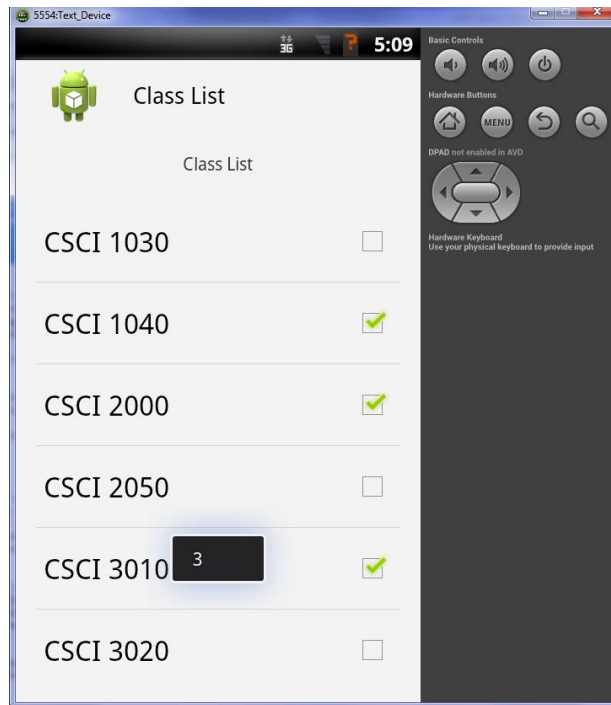 5554:Text_Device
3G 5:09
Class List
Class List
CSCI 1030
CSCI 1040
CSCI 2000
CSCI 2050
CSCI 3010
3
CSCI 3020
Basic Controls
Hardware Buttons
MENU
DPAD not enabled in AVD
Hardware Keyboard
Use your physical keyboard to provide input